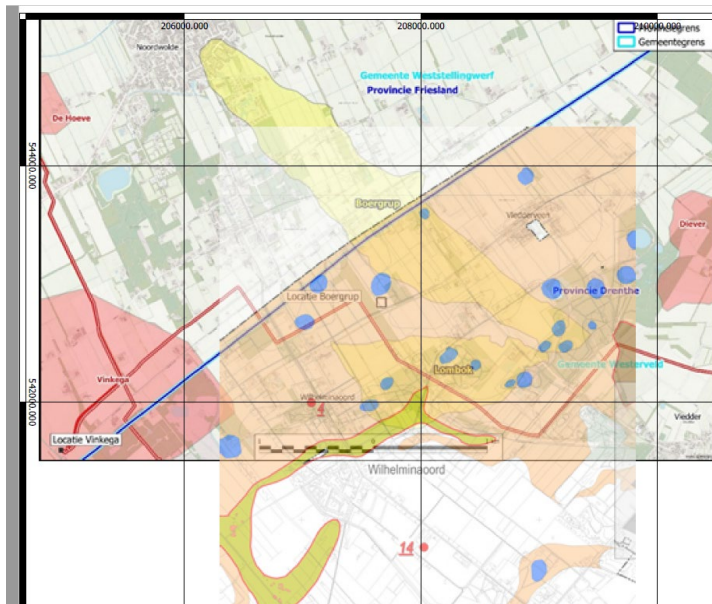 206000.000
208000.000
210000.000
Provinciegrens
Gemeentegrens
Noordwolde
Gemeente Weststellingwerf
Provincie Friesland
De Hoeve
544000.000
Boergrup
Vledderveen
Diever
Locatie Boergrup
Provincie Drenthe
Gemeente Westerveld
Lombok
Vinkega
Wilhelminaoord
4
542000.000
Vledder
Locatie Vinkega
Wilhelminaoord
14